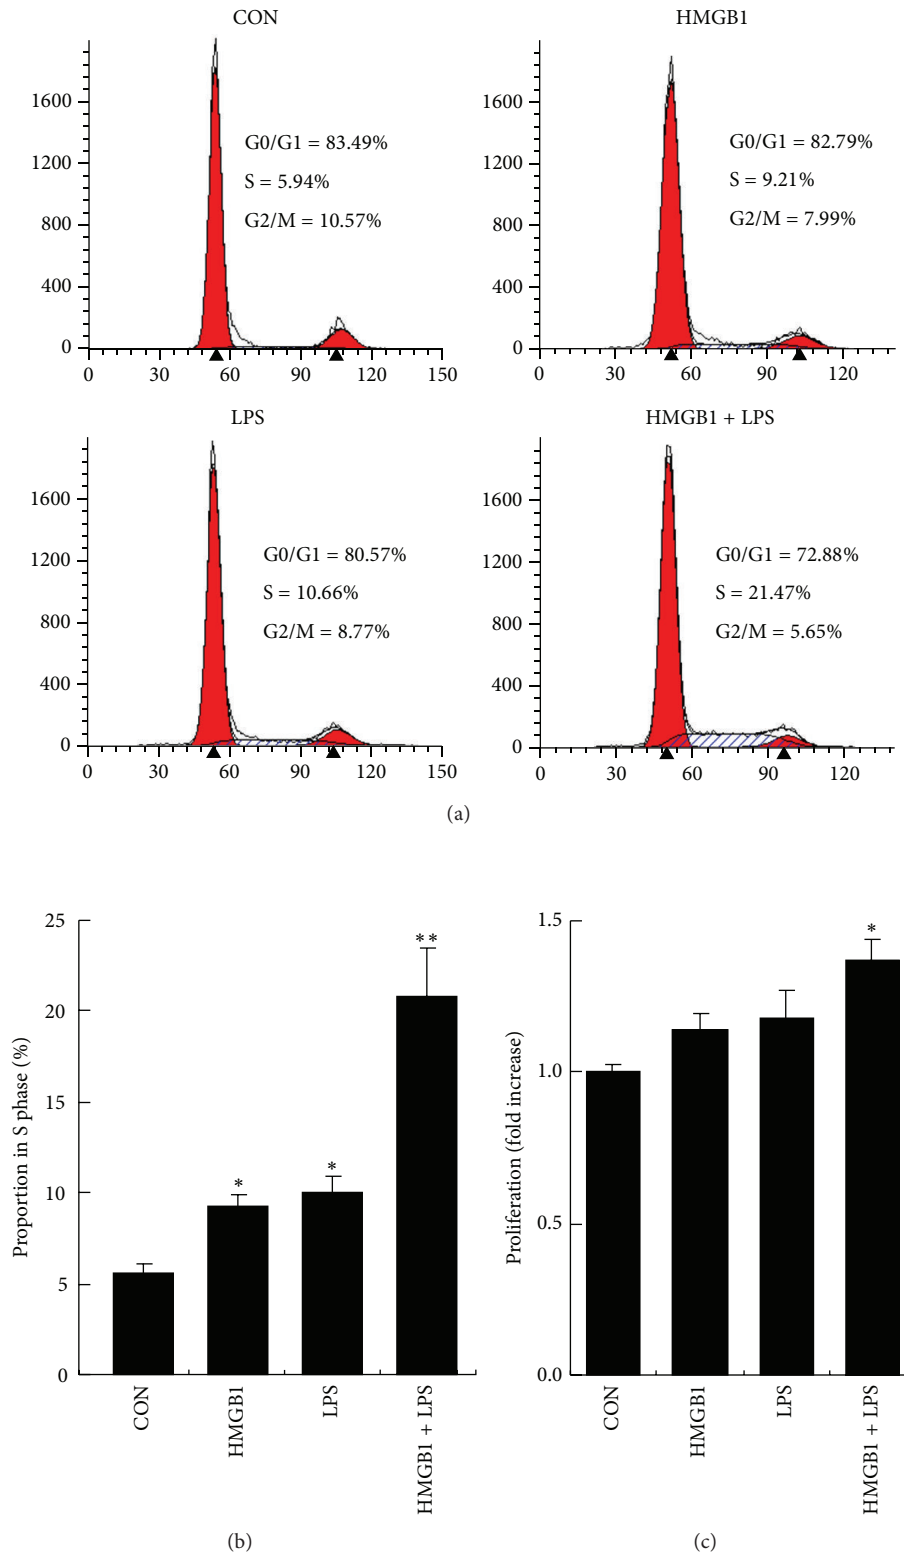 CON
1600
1200
800
400
0
0 30 60 90 120 150
G0/G1 = 83.49%
S = 5.94%
G2/M = 10.57%
HMGB1
1600
1200
800
400
0
0 30 60 90 120
G0/G1 = 82.79%
S = 9.21%
G2/M = 7.99%
LPS
1600
1200
800
400
0
0 30 60 90 120 150
G0/G1 = 80.57%
S = 10.66%
G2/M = 8.77%
HMGB1 + LPS
1600
1200
800
400
0
0 30 60 90 120
G0/G1 = 72.88%
S = 21.47%
G2/M = 5.65%
(a)
Proportion in S phase (%)
25
20
15
10
5
0
*
*
**
CON
HMGB1
LPS
HMGB1 + LPS
(b)
Proliferation (fold increase)
1.5
1.0
0.5
0.0
*
CON
HMGB1
LPS
HMGB1 + LPS
(c)